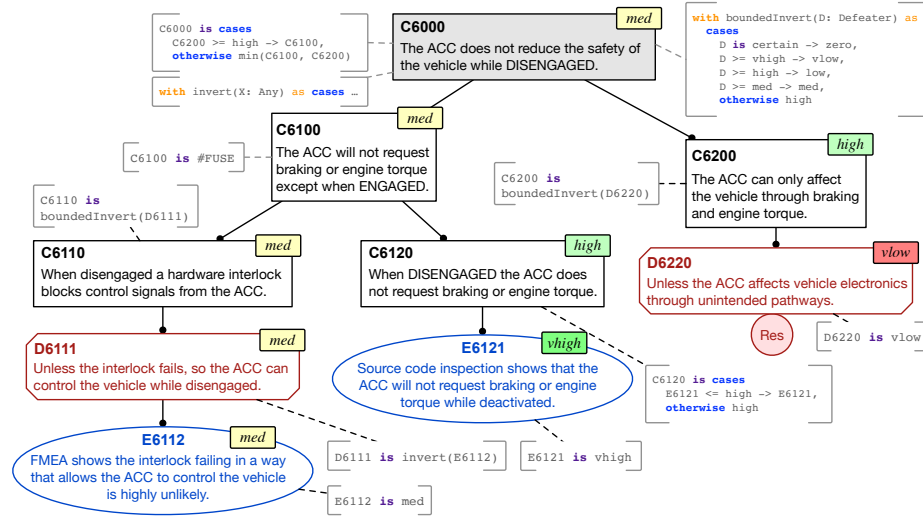 C6000 is cases
C6200 >= high -> C6100,
otherwise min(C6100, C6200)
with invert(X: Any) as cases …
C6000
med
The ACC does not reduce the safety of
the vehicle while DISENGAGED.
with boundedInvert(D: Defeater) as
cases
D is certain -> zero,
D >= vhigh -> vlow,
D >= high -> low,
D >= med -> med,
otherwise high
C6100 is #FUSE
C6100
med
The ACC will not request
braking or engine torque
except when ENGAGED.
C6200 is
boundedInvert(D6220)
C6200
high
The ACC can only affect
the vehicle through braking
and engine torque.
C6110 is
boundedInvert(D6111)
C6110
med
When disengaged a hardware interlock
blocks control signals from the ACC.
C6120
high
When DISENGAGED the ACC does
not request braking or engine torque.
D6220
vlow
Unless the ACC affects vehicle electronics
through unintended pathways.
Res
D6220 is vlow
D6111
med
Unless the interlock fails, so the ACC can
control the vehicle while disengaged.
E6121
vhigh
Source code inspection shows that the
ACC will not request braking or engine
torque while deactivated.
C6120 is cases
E6121 <= high -> E6121,
otherwise high
E6112
med
FMEA shows the interlock failing in a way
that allows the ACC to control the vehicle
is highly unlikely.
D6111 is invert(E6112)
E6121 is vhigh
E6112 is med